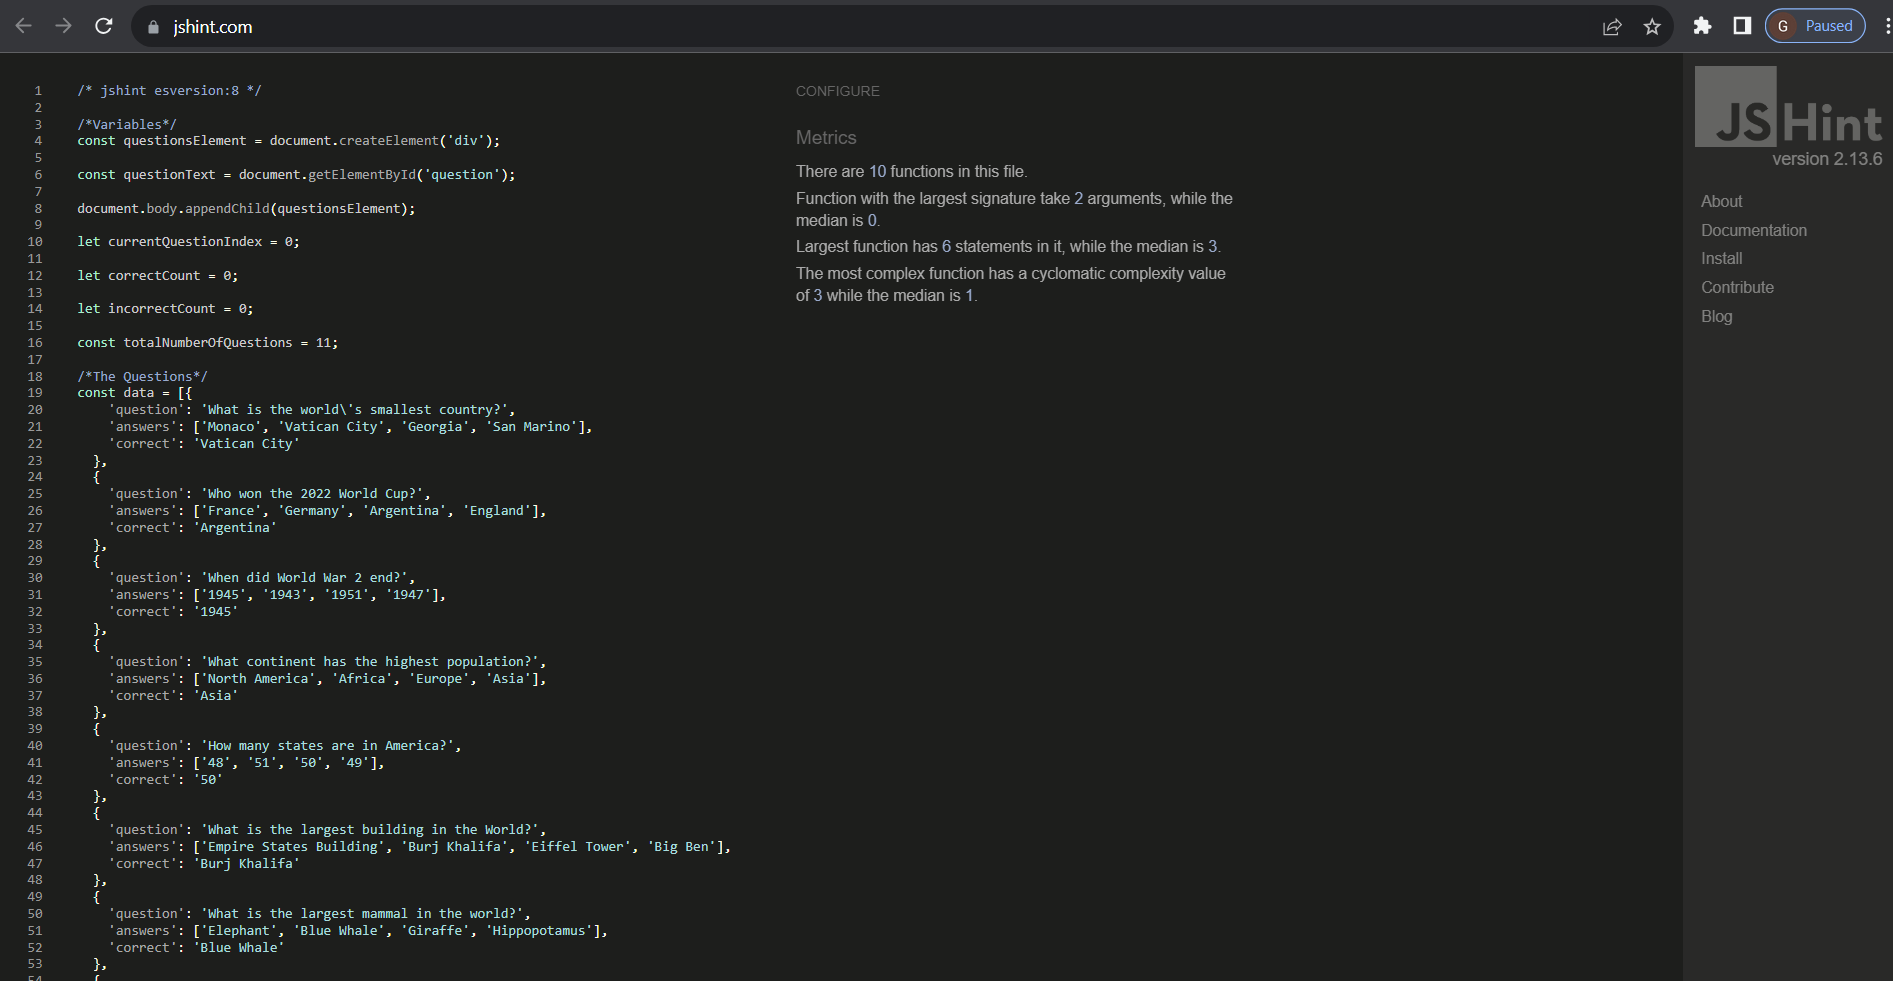 jshint.com
G Paused
1 /* jshint esversion:8 */
2
3 /*Variables*/
4 const questionsElement = document.createElement('div');
5
6 const questionText = document.getElementById('question');
7
8 document.body.appendChild(questionsElement);
9
10 let currentQuestionIndex = 0;
11
12 let correctCount = 0;
13
14 let incorrectCount = 0;
15
16 const totalNumberOfQuestions = 11;
17
18 /*The Questions*/
19 const data = [{
20 'question': 'What is the world\'s smallest country?',
21 'answers': ['Monaco', 'Vatican City', 'Georgia', 'San Marino'],
22 'correct': 'Vatican City'
23 },
24 {
25 'question': 'Who won the 2022 World Cup?',
26 'answers': ['France', 'Germany', 'Argentina', 'England'],
27 'correct': 'Argentina'
28 },
29 {
30 'question': 'When did World War 2 end?',
31 'answers': ['1945', '1943', '1951', '1947'],
32 'correct': '1945'
33 },
34 {
35 'question': 'What continent has the highest population?',
36 'answers': ['North America', 'Africa', 'Europe', 'Asia'],
37 'correct': 'Asia'
38 },
39 {
40 'question': 'How many states are in America?',
41 'answers': ['48', '51', '50', '49'],
42 'correct': '50'
43 },
44 {
45 'question': 'What is the largest building in the World?',
46 'answers': ['Empire States Building', 'Burj Khalifa', 'Eiffel Tower', 'Big Ben'],
47 'correct': 'Burj Khalifa'
48 },
49 {
50 'question': 'What is the largest mammal in the world?',
51 'answers': ['Elephant', 'Blue Whale', 'Giraffe', 'Hippopotamus'],
52 'correct': 'Blue Whale'
53 },
54 {
CONFIGURE
Metrics
There are 10 functions in this file.
Function with the largest signature take 2 arguments, while the
median is 0.
Largest function has 6 statements in it, while the median is 3.
The most complex function has a cyclomatic complexity value
of 3 while the median is 1.
JSHint
version 2.13.6
About
Documentation
Install
Contribute
Blog